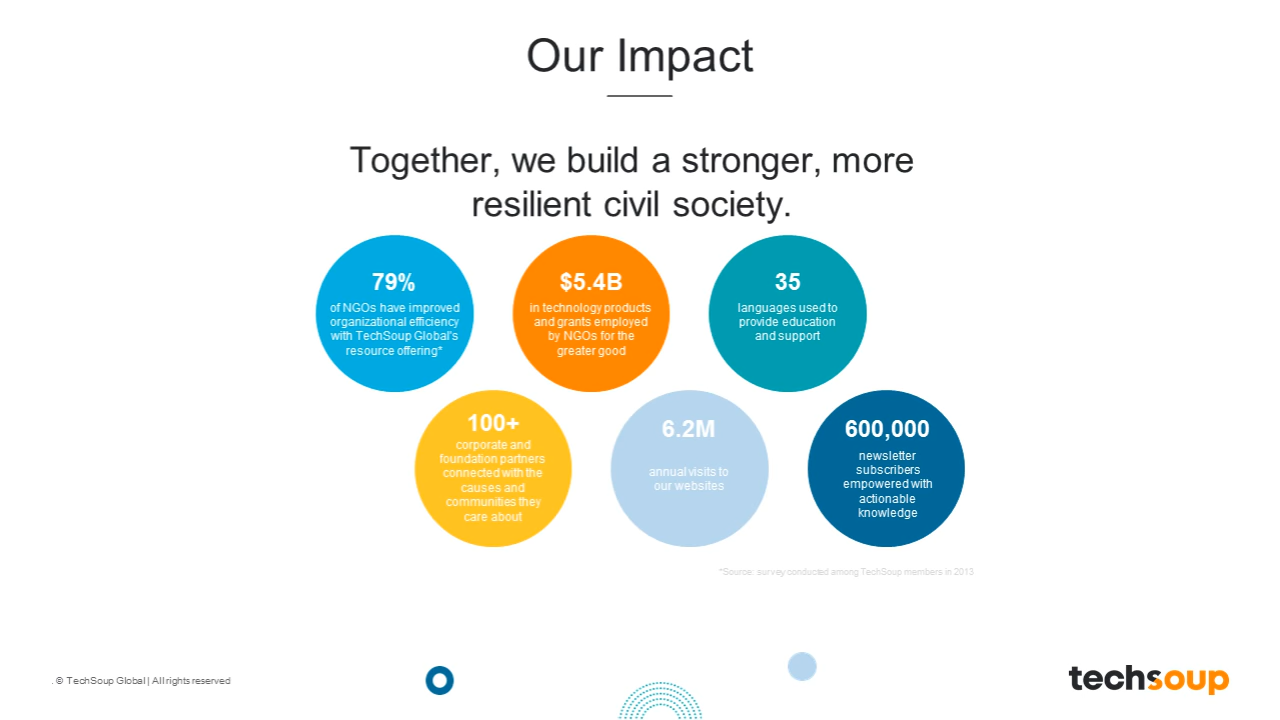 Our Impact
Together, we build a stronger, more
resilient civil society.
79%
of NGOs have improved
organizational efficiency
with TechSoup Global's
resource offering*
$5.4B
in technology products
and grants employed
by NGOs for the
greater good
35
languages used to
provide education
and support
100+
corporate and
foundation partners
connected with the
causes and
communities they
care about
6.2M
annual visits to
our websites
600,000
newsletter
subscribers
empowered with
actionable
knowledge
*Source: survey conducted among TechSoup members in 2013
. © TechSoup Global | All rights reserved
techsoup